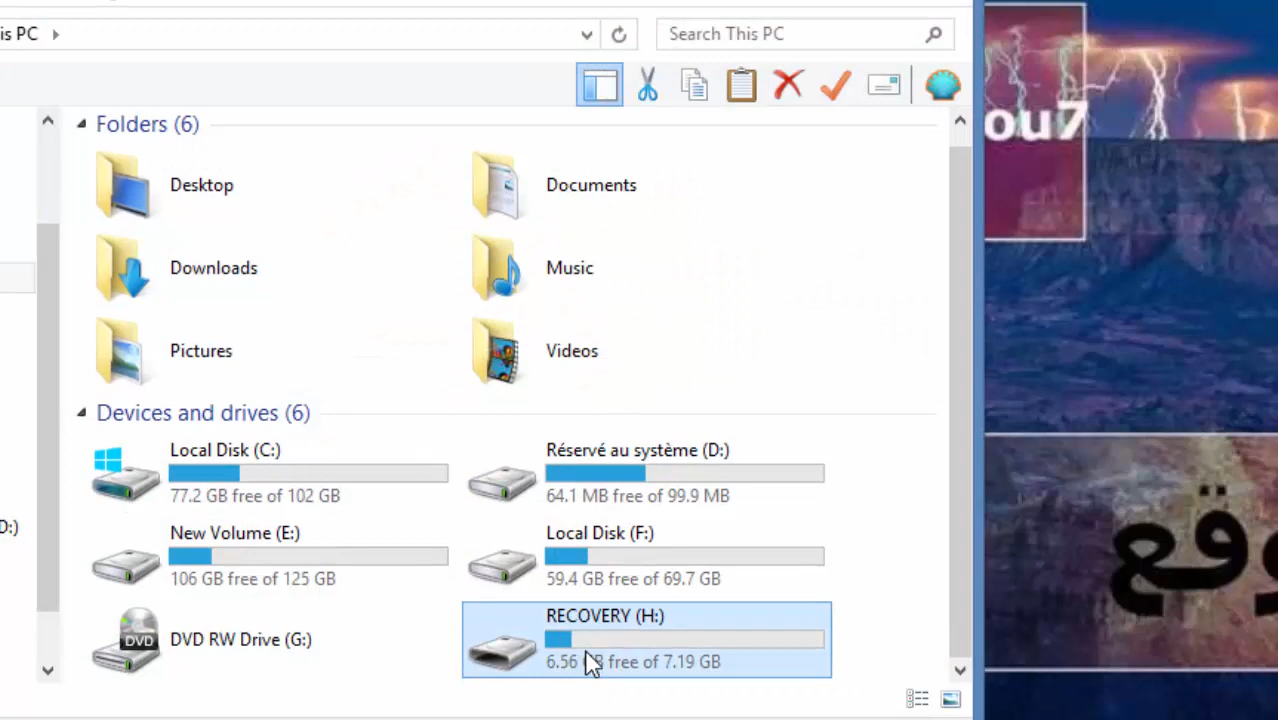 is PC
Search This PC
Folders (6)
Desktop
Documents
Downloads
Music
Pictures
Videos
Devices and drives (6)
Local Disk (C:)
77.2 GB free of 102 GB
Réservé au système (D:)
64.1 MB free of 99.9 MB
New Volume (E:)
106 GB free of 125 GB
Local Disk (F:)
59.4 GB free of 69.7 GB
DVD
DVD RW Drive (G:)
RECOVERY (H:)
6.56 GB free of 7.19 GB
D:)
ou7
وقع